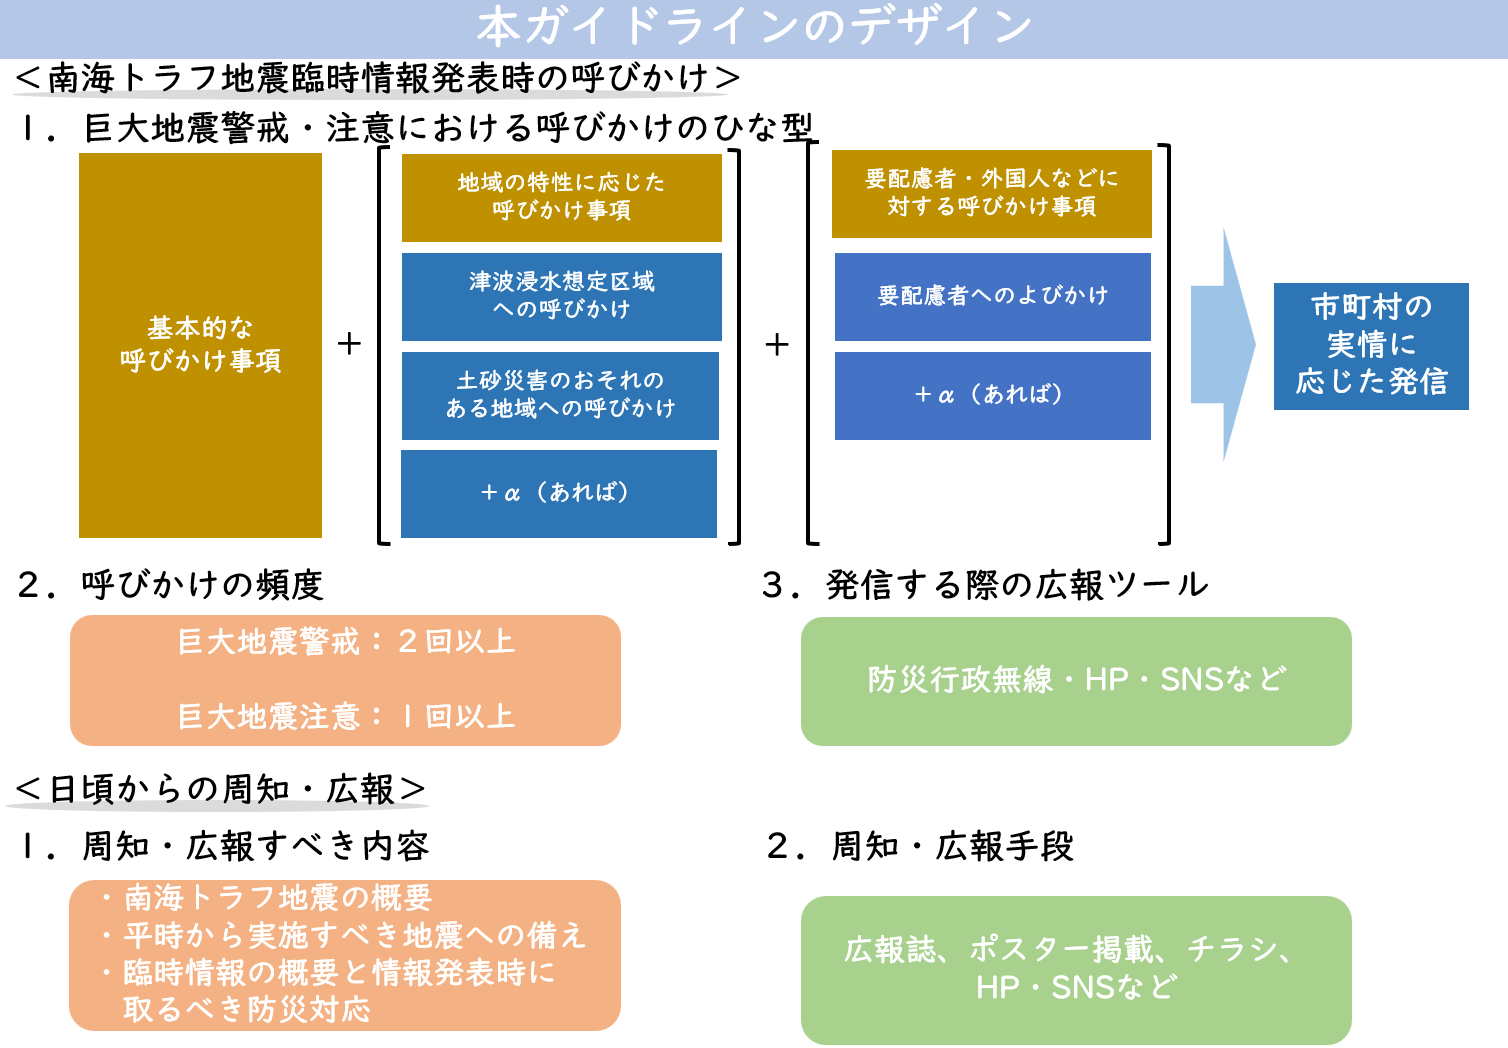 本ガイドラインのデザイン
＜南海トラフ地震臨時情報発表時の呼びかけ＞
１．巨大地震警戒・注意における呼びかけのひな型
基本的な
呼びかけ事項
＋
地域の特性に応じた
呼びかけ事項
津波浸水想定区域
への呼びかけ
土砂災害のおそれの
ある地域への呼びかけ
＋α（あれば）
＋
要配慮者・外国人などに
対する呼びかけ事項
要配慮者へのよびかけ
＋α（あれば）
市町村の
実情に
応じた発信
２．呼びかけの頻度
巨大地震警戒：２回以上
巨大地震注意：１回以上
３．発信する際の広報ツール
防災行政無線・HP・SNSなど
＜日頃からの周知・広報＞
１．周知・広報すべき内容
・南海トラフ地震の概要
・平時から実施すべき地震への備え
・臨時情報の概要と情報発表時に
取るべき防災対応
２．周知・広報手段
広報誌、ポスター掲載、チラシ、
HP・SNSなど